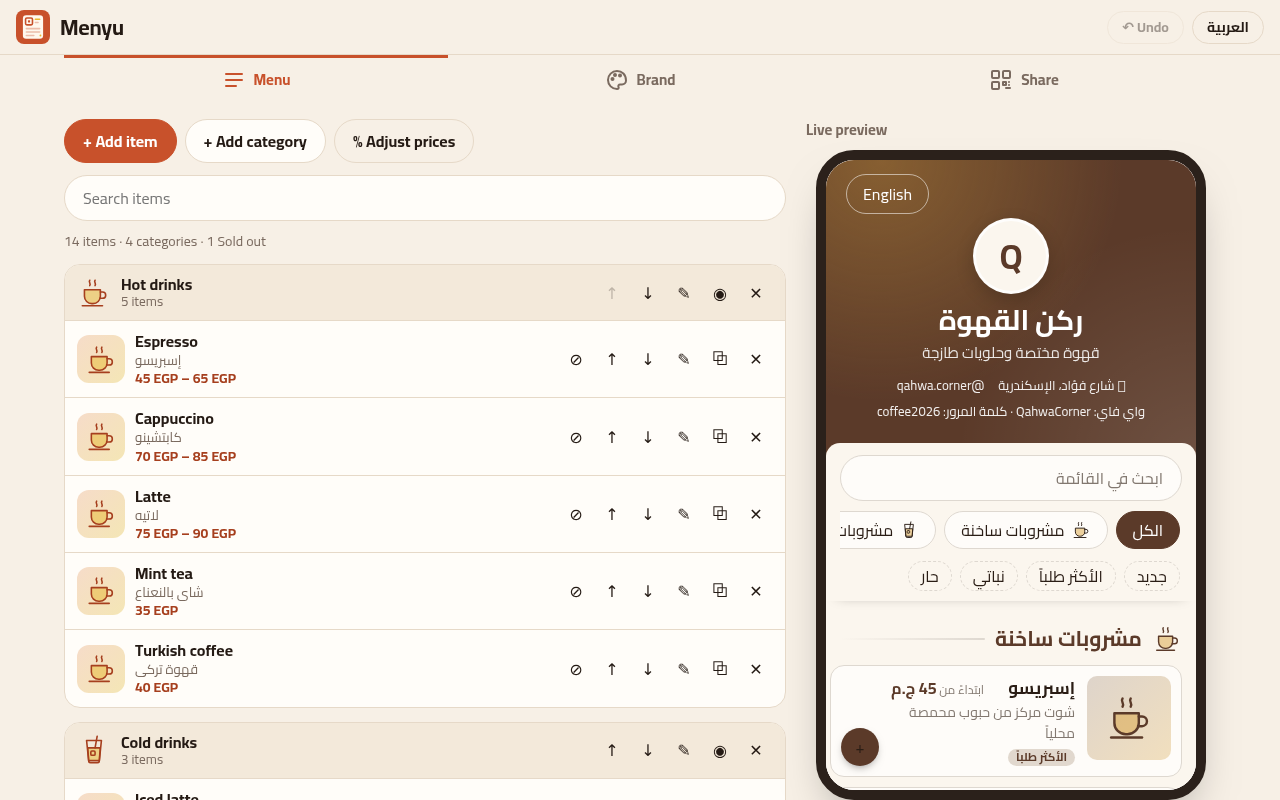 Menyu
↶ Undo
العربية
Menu
Brand
Share
+ Add item
+ Add category
% Adjust prices
Search items
14 items · 4 categories · 1 Sold out
Hot drinks
5 items
Espresso
إسبريسو
45 EGP – 65 EGP
Cappuccino
كابتشينو
70 EGP – 85 EGP
Latte
لاتيه
75 EGP – 90 EGP
Mint tea
شاي بالنعناع
35 EGP
Turkish coffee
قهوة تركي
40 EGP
Cold drinks
3 items
Iced latte
Live preview
English
Q
ركن القهوة
قهوة مختصة وحلويات طازجة
شارع فؤاد، الإسكندرية @qahwa.corner
واي فاي: QahwaCorner · كلمة المرور: coffee2026
ابحث في القائمة
الكل
مشروبات ساخنة
مشروبات
جديد
الأكثر طلباً
نباتي
حار
مشروبات ساخنة
إسبريسو
ابتداءً من 45 ج.م
شوت مركز من حبوب محمصة
محلياً
الأكثر طلباً
+